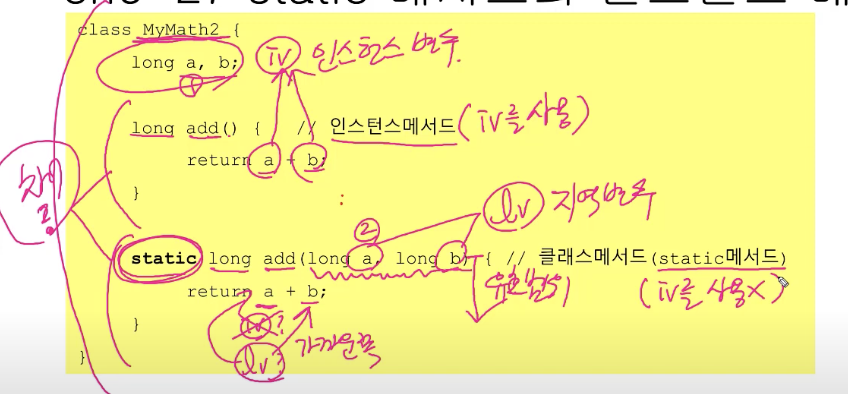 class MyMath2 {
long a, b; iv 인스턴스 변수.
①
long add() { // 인스턴스메서드 (iv를 사용)
return a + b;
}
차이?
lv 지역변수
②
static long add(long a, long b) { // 클래스메서드(static메서드)
return a + b; 유효범위 (iv를 사용X)
} iv?
lv? 가까운쪽
}